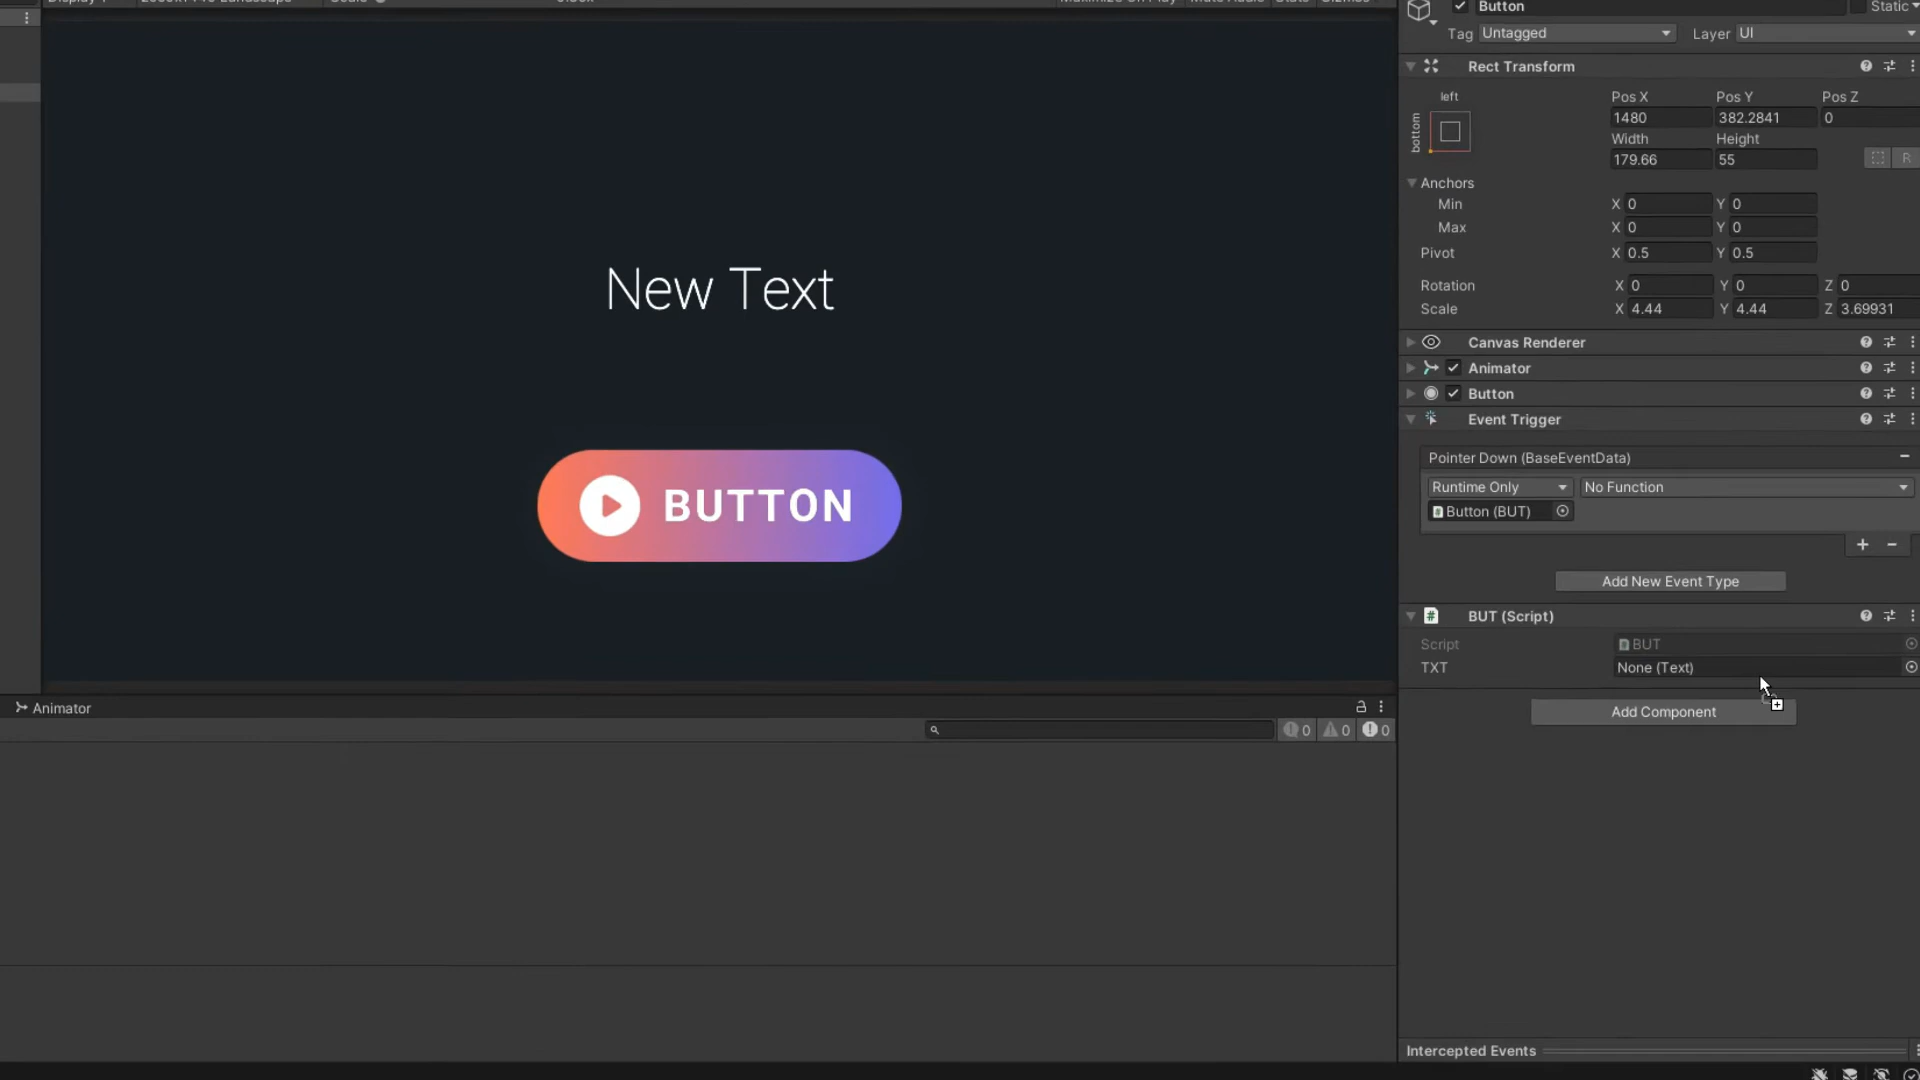 Button
Static
Tag Untagged Layer UI
Rect Transform
left
bottom
Pos X Pos Y Pos Z
1480 382.2841 0
Width Height
179.66 55
R
Anchors
Min X 0 Y 0
Max X 0 Y 0
Pivot X 0.5 Y 0.5
Rotation X 0 Y 0 Z 0
Scale X 4.44 Y 4.44 Z 3.69931
Canvas Renderer
Animator
Button
Event Trigger
Pointer Down (BaseEventData)
Runtime Only No Function
Button (BUT)
Add New Event Type
BUT (Script)
Script BUT
TXT None (Text)
Add Component
Intercepted Events
New Text
BUTTON
Animator
0 0 0